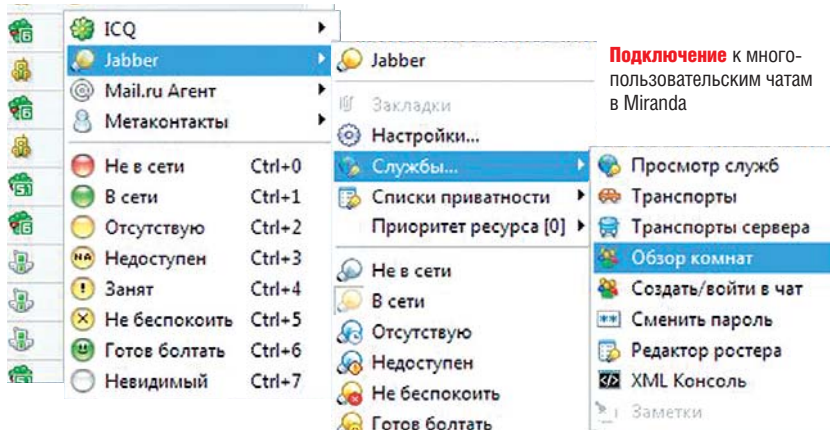 ICQ
Jabber
Mail.ru Агент
Метаконтакты
Не в сети Ctrl+0
В сети Ctrl+1
Отсутствую Ctrl+2
Недоступен Ctrl+3
Занят Ctrl+4
Не беспокоить Ctrl+5
Готов болтать Ctrl+6
Невидимый Ctrl+7
Jabber
Закладки
Настройки...
Службы...
Списки приватности
Приоритет ресурса [0]
Не в сети
В сети
Отсутствую
Недоступен
Не беспокоить
Готов болтать
Подключение к много-
пользовательским чатам
в Miranda
Просмотр служб
Транспорты
Транспорты сервера
Обзор комнат
Создать/войти в чат
Сменить пароль
Редактор ростера
XML Консоль
Заметки